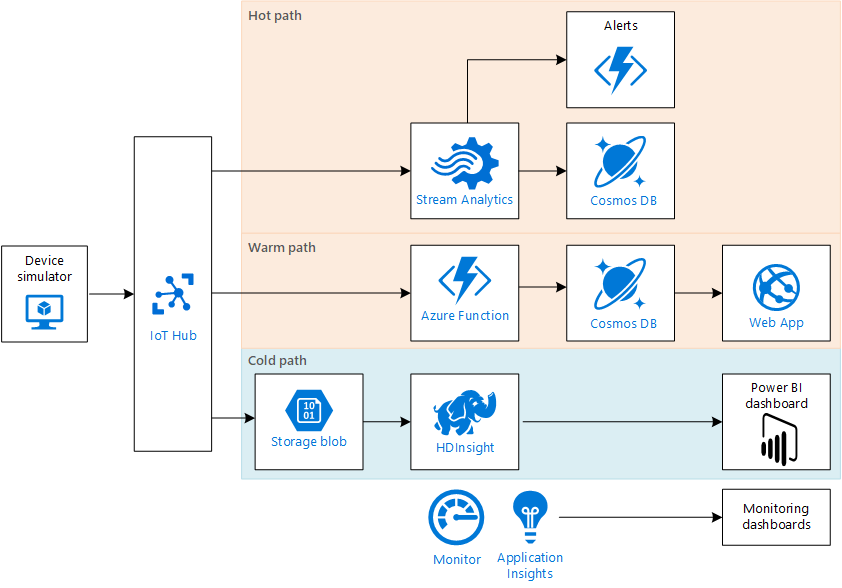 Hot path
Alerts
Stream Analytics
Cosmos DB
Warm path
Device
simulator
IoT Hub
Azure Function
Cosmos DB
Web App
Cold path
10
01
Storage blob
HDInsight
Power BI
dashboard
Monitor
Application
Insights
Monitoring
dashboards